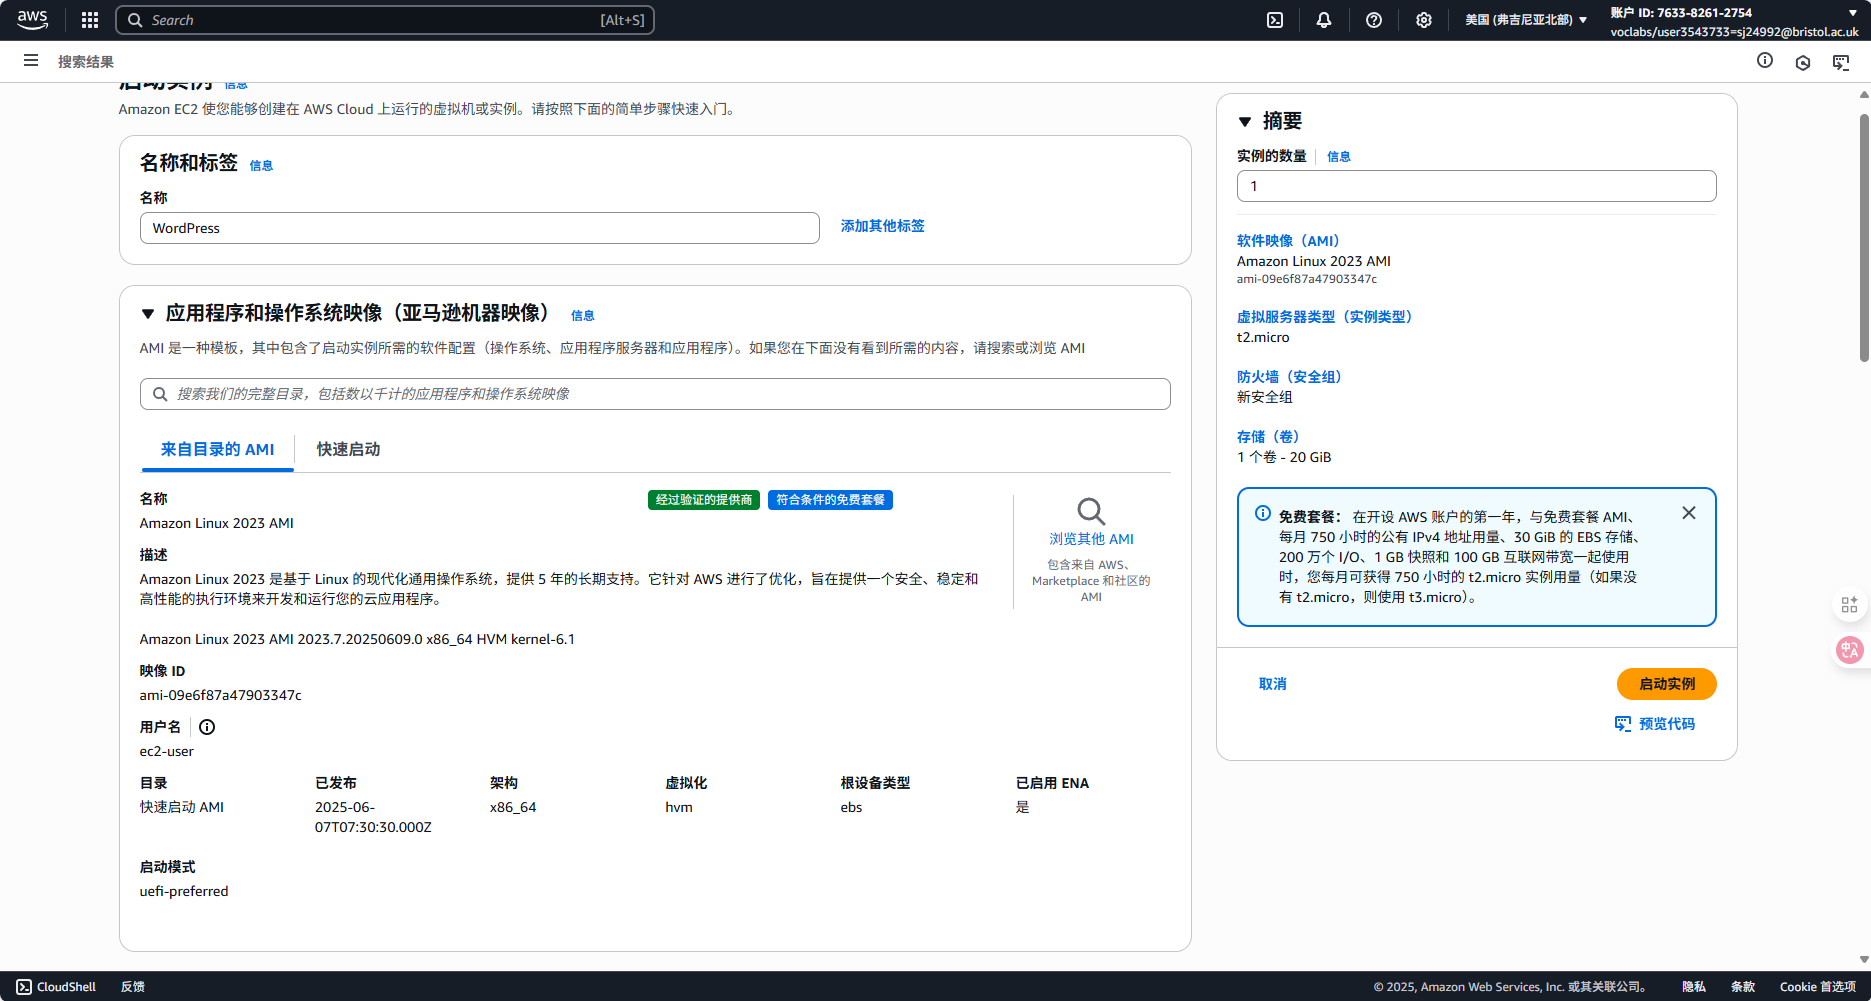 aws
Search
[Alt+S]
美国 (弗吉尼亚北部)
账户 ID: 7633-8261-2754
voclabs/user3543733=sj24992@bristol.ac.uk
搜索结果
启动实例 信息
Amazon EC2 使您能够创建在 AWS Cloud 上运行的虚拟机或实例。请按照下面的简单步骤快速入门。
名称和标签 信息
名称
WordPress
添加其他标签
应用程序和操作系统映像（亚马逊机器映像） 信息
AMI 是一种模板，其中包含了启动实例所需的软件配置（操作系统、应用程序服务器和应用程序）。如果您在下面没有看到所需的内容，请搜索或浏览 AMI
搜索我们的完整目录，包括数以千计的应用程序和操作系统映像
来自目录的 AMI
快速启动
名称
Amazon Linux 2023 AMI
经过验证的提供商
符合条件的免费套餐
描述
Amazon Linux 2023 是基于 Linux 的现代化通用操作系统，提供 5 年的长期支持。它针对 AWS 进行了优化，旨在提供一个安全、稳定和
高性能的执行环境来开发和运行您的云应用程序。
Amazon Linux 2023 AMI 2023.7.20250609.0 x86_64 HVM kernel-6.1
浏览其他 AMI
包含来自 AWS、
Marketplace 和社区的
AMI
映像 ID
ami-09e6f87a47903347c
用户名
ec2-user
目录
快速启动 AMI
已发布
2025-06-
07T07:30:30.000Z
架构
x86_64
虚拟化
hvm
根设备类型
ebs
已启用 ENA
是
启动模式
uefi-preferred
摘要
实例的数量 信息
1
软件映像（AMI）
Amazon Linux 2023 AMI
ami-09e6f87a47903347c
虚拟服务器类型（实例类型）
t2.micro
防火墙（安全组）
新安全组
存储（卷）
1 个卷 - 20 GiB
免费套餐： 在开设 AWS 账户的第一年，与免费套餐 AMI、
每月 750 小时的公有 IPv4 地址用量、30 GiB 的 EBS 存储、
200 万个 I/O、1 GB 快照和 100 GB 互联网带宽一起使用
时，您每月可获得 750 小时的 t2.micro 实例用量（如果没
有 t2.micro，则使用 t3.micro）。
取消
启动实例
预览代码
CloudShell
反馈
© 2025, Amazon Web Services, Inc. 或其关联公司。
隐私
条款
Cookie 首选项